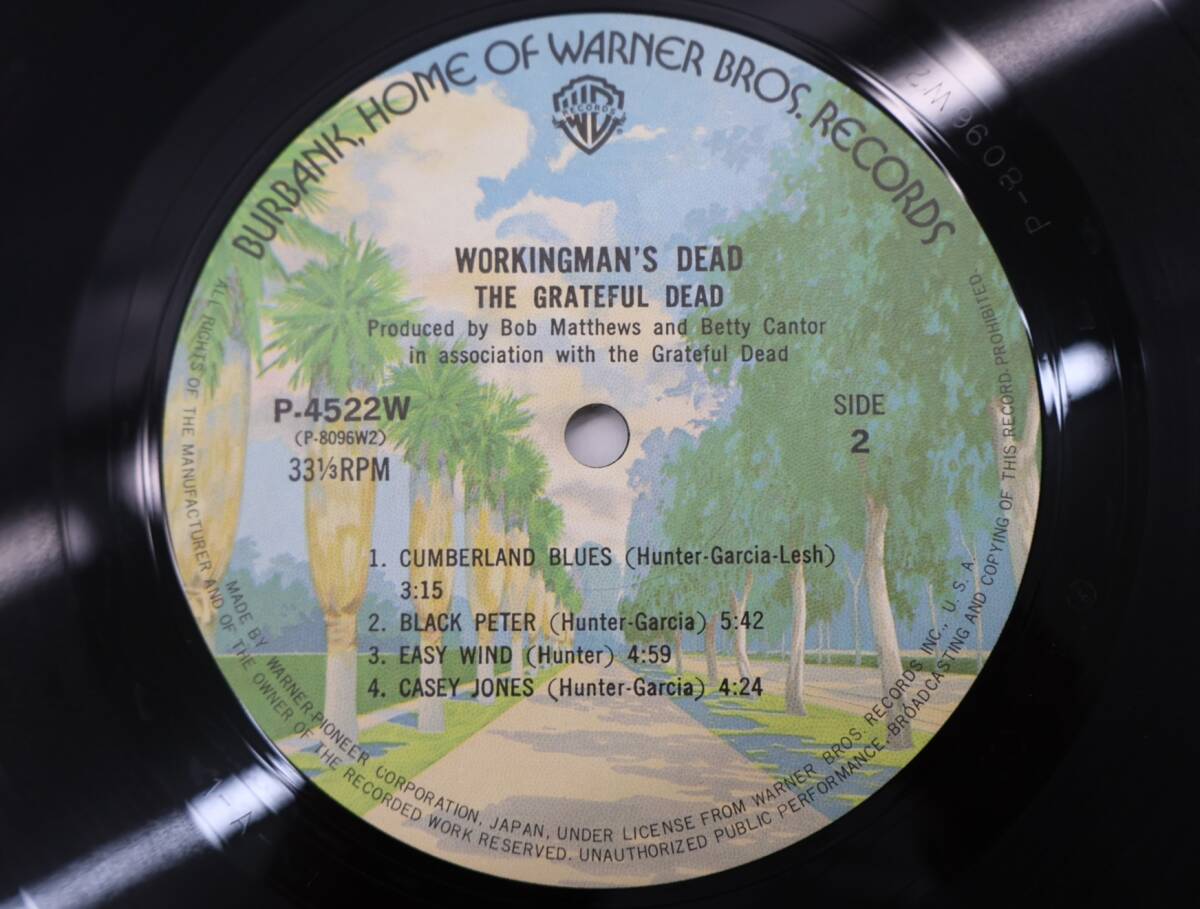 BURBANK, HOME OF WARNER BROS. RECORDS
WB
RECORDS
WORKINGMAN'S DEAD
THE GRATEFUL DEAD
Produced by Bob Matthews and Betty Cantor
in association with the Grateful Dead
P-4522W
(P-8096W2)
33⅓RPM
SIDE
2
1. CUMBERLAND BLUES (Hunter-Garcia-Lesh)
3:15
2. BLACK PETER (Hunter-Garcia) 5:42
3. EASY WIND (Hunter) 4:59
4. CASEY JONES (Hunter-Garcia) 4:24
MADE BY WARNER-PIONEER CORPORATION, JAPAN, UNDER LICENSE FROM WARNER BROS. RECORDS INC., U. S. A.
ALL RIGHTS OF THE MANUFACTURER AND OF THE OWNER OF THE RECORDED WORK RESERVED. UNAUTHORIZED PUBLIC PERFORMANCE, BROADCASTING AND COPYING OF THIS RECORD PROHIBITED.
P-8096W2